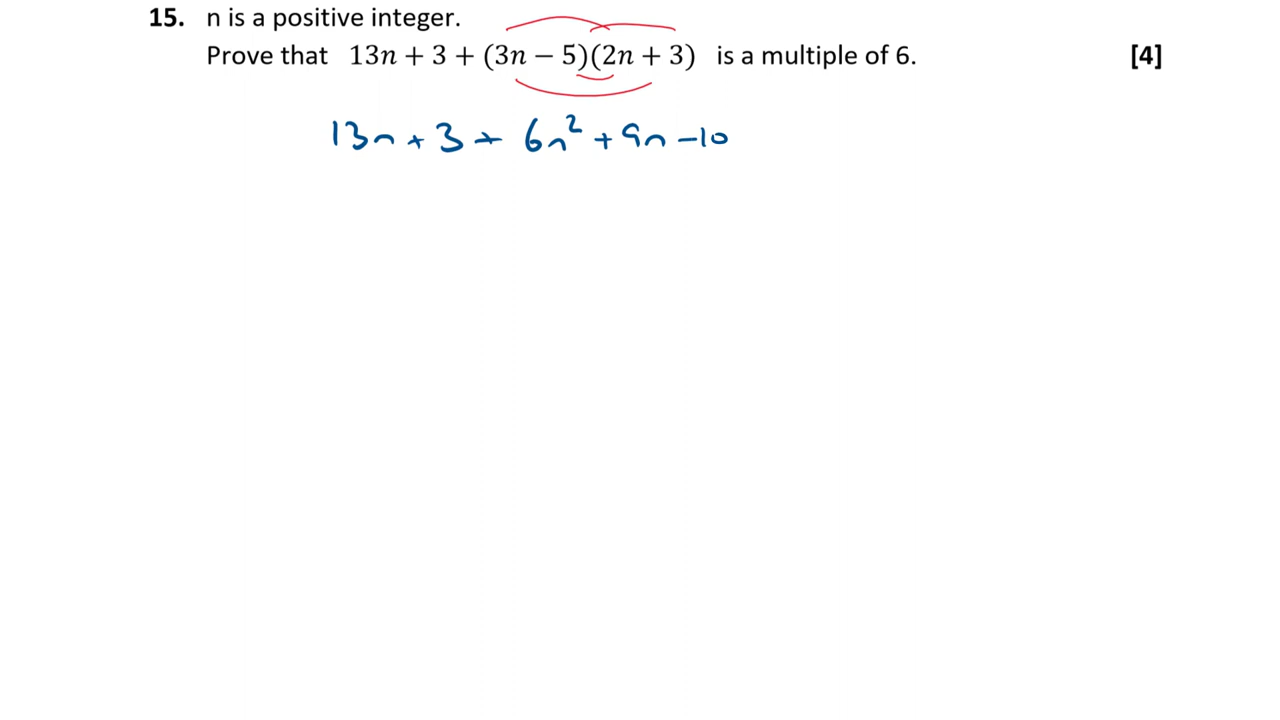 15. n is a positive integer.
Prove that 13n + 3 + (3n − 5)(2n + 3) is a multiple of 6. [4]
13n + 3 + 6n² + 9n − 10